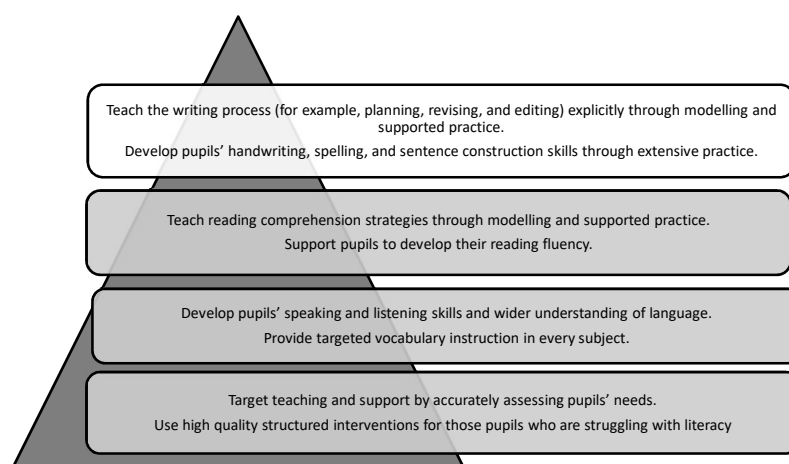 Teach the writing process (for example, planning, revising, and editing) explicitly through modelling and
supported practice.
Develop pupils’ handwriting, spelling, and sentence construction skills through extensive practice.
Teach reading comprehension strategies through modelling and supported practice.
Support pupils to develop their reading fluency.
Develop pupils’ speaking and listening skills and wider understanding of language.
Provide targeted vocabulary instruction in every subject.
Target teaching and support by accurately assessing pupils’ needs.
Use high quality structured interventions for those pupils who are struggling with literacy